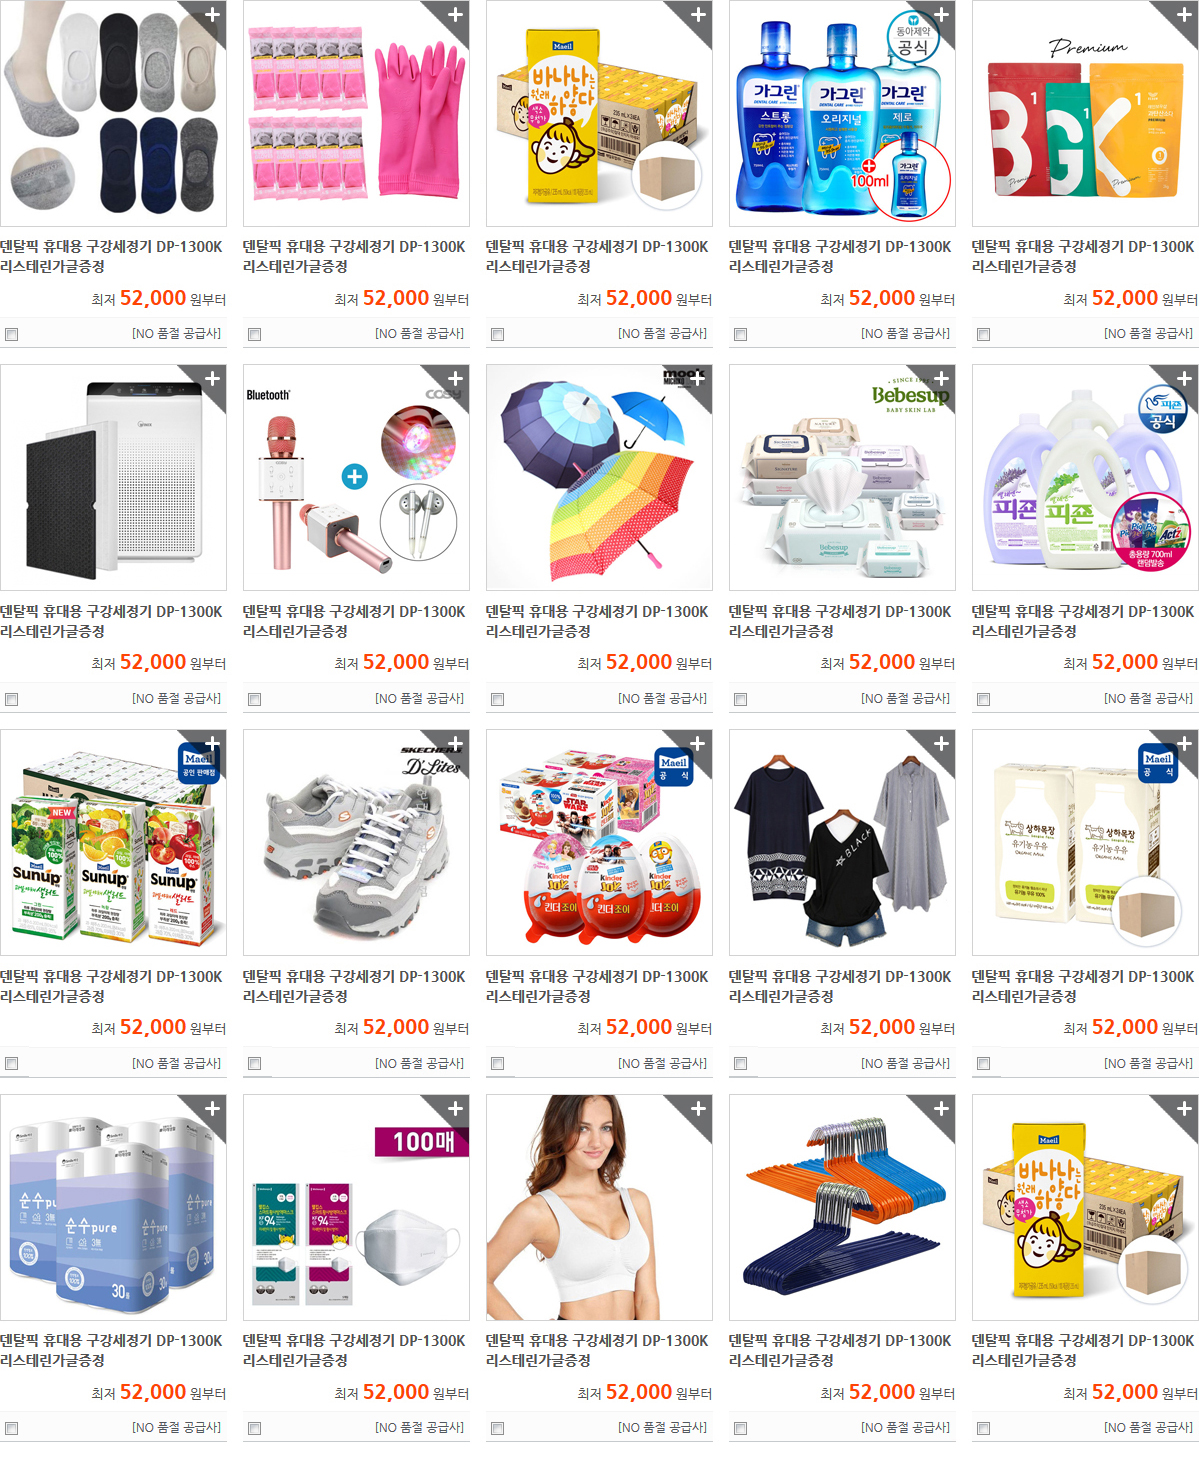 Maeil
바나나는
원래
하얗다
동아제약
공식
가그린
DENTAL CARE
스트롱
가그린
DENTAL CARE
오리지널
가그린
DENTAL CARE
제로
100ml
Premium
B 1
G
K 1
Premium
Premium
덴탈픽 휴대용 구강세정기 DP-1300K
리스테린가글증정
최저 52,000 원부터
[NO 품절 공급사]
덴탈픽 휴대용 구강세정기 DP-1300K
리스테린가글증정
최저 52,000 원부터
[NO 품절 공급사]
덴탈픽 휴대용 구강세정기 DP-1300K
리스테린가글증정
최저 52,000 원부터
[NO 품절 공급사]
덴탈픽 휴대용 구강세정기 DP-1300K
리스테린가글증정
최저 52,000 원부터
[NO 품절 공급사]
덴탈픽 휴대용 구강세정기 DP-1300K
리스테린가글증정
최저 52,000 원부터
[NO 품절 공급사]
Bluetooth
COSY
mook
MICHIKO
Bebesup
BABY SKIN LAB
Bebesup
Bebesup
피죤
공식
피죤
피죤
Act'z
총용량 700ml
랜덤발송
덴탈픽 휴대용 구강세정기 DP-1300K
리스테린가글증정
최저 52,000 원부터
[NO 품절 공급사]
덴탈픽 휴대용 구강세정기 DP-1300K
리스테린가글증정
최저 52,000 원부터
[NO 품절 공급사]
덴탈픽 휴대용 구강세정기 DP-1300K
리스테린가글증정
최저 52,000 원부터
[NO 품절 공급사]
덴탈픽 휴대용 구강세정기 DP-1300K
리스테린가글증정
최저 52,000 원부터
[NO 품절 공급사]
덴탈픽 휴대용 구강세정기 DP-1300K
리스테린가글증정
최저 52,000 원부터
[NO 품절 공급사]
Maeil
공인 판매점
NEW
Sunup
Sunup
Sunup
SKECHERS
D'Lites
Maeil
공 식
STAR
WARS
Kinder
JOY
킨더 조이
Kinder
JOY
킨더 조이
Kinder
JOY
킨더 조이
BLACK
Maeil
공 식
상하목장
유기농 우유
ORGANIC MILK
상하목장
유기농 우유
ORGANIC MILK
덴탈픽 휴대용 구강세정기 DP-1300K
리스테린가글증정
최저 52,000 원부터
[NO 품절 공급사]
덴탈픽 휴대용 구강세정기 DP-1300K
리스테린가글증정
최저 52,000 원부터
[NO 품절 공급사]
덴탈픽 휴대용 구강세정기 DP-1300K
리스테린가글증정
최저 52,000 원부터
[NO 품절 공급사]
덴탈픽 휴대용 구강세정기 DP-1300K
리스테린가글증정
최저 52,000 원부터
[NO 품절 공급사]
덴탈픽 휴대용 구강세정기 DP-1300K
리스테린가글증정
최저 52,000 원부터
[NO 품절 공급사]
순수pure
3겹
30롤
100매
94
94
Maeil
바나나는
원래
하얗다
덴탈픽 휴대용 구강세정기 DP-1300K
리스테린가글증정
최저 52,000 원부터
[NO 품절 공급사]
덴탈픽 휴대용 구강세정기 DP-1300K
리스테린가글증정
최저 52,000 원부터
[NO 품절 공급사]
덴탈픽 휴대용 구강세정기 DP-1300K
리스테린가글증정
최저 52,000 원부터
[NO 품절 공급사]
덴탈픽 휴대용 구강세정기 DP-1300K
리스테린가글증정
최저 52,000 원부터
[NO 품절 공급사]
덴탈픽 휴대용 구강세정기 DP-1300K
리스테린가글증정
최저 52,000 원부터
[NO 품절 공급사]